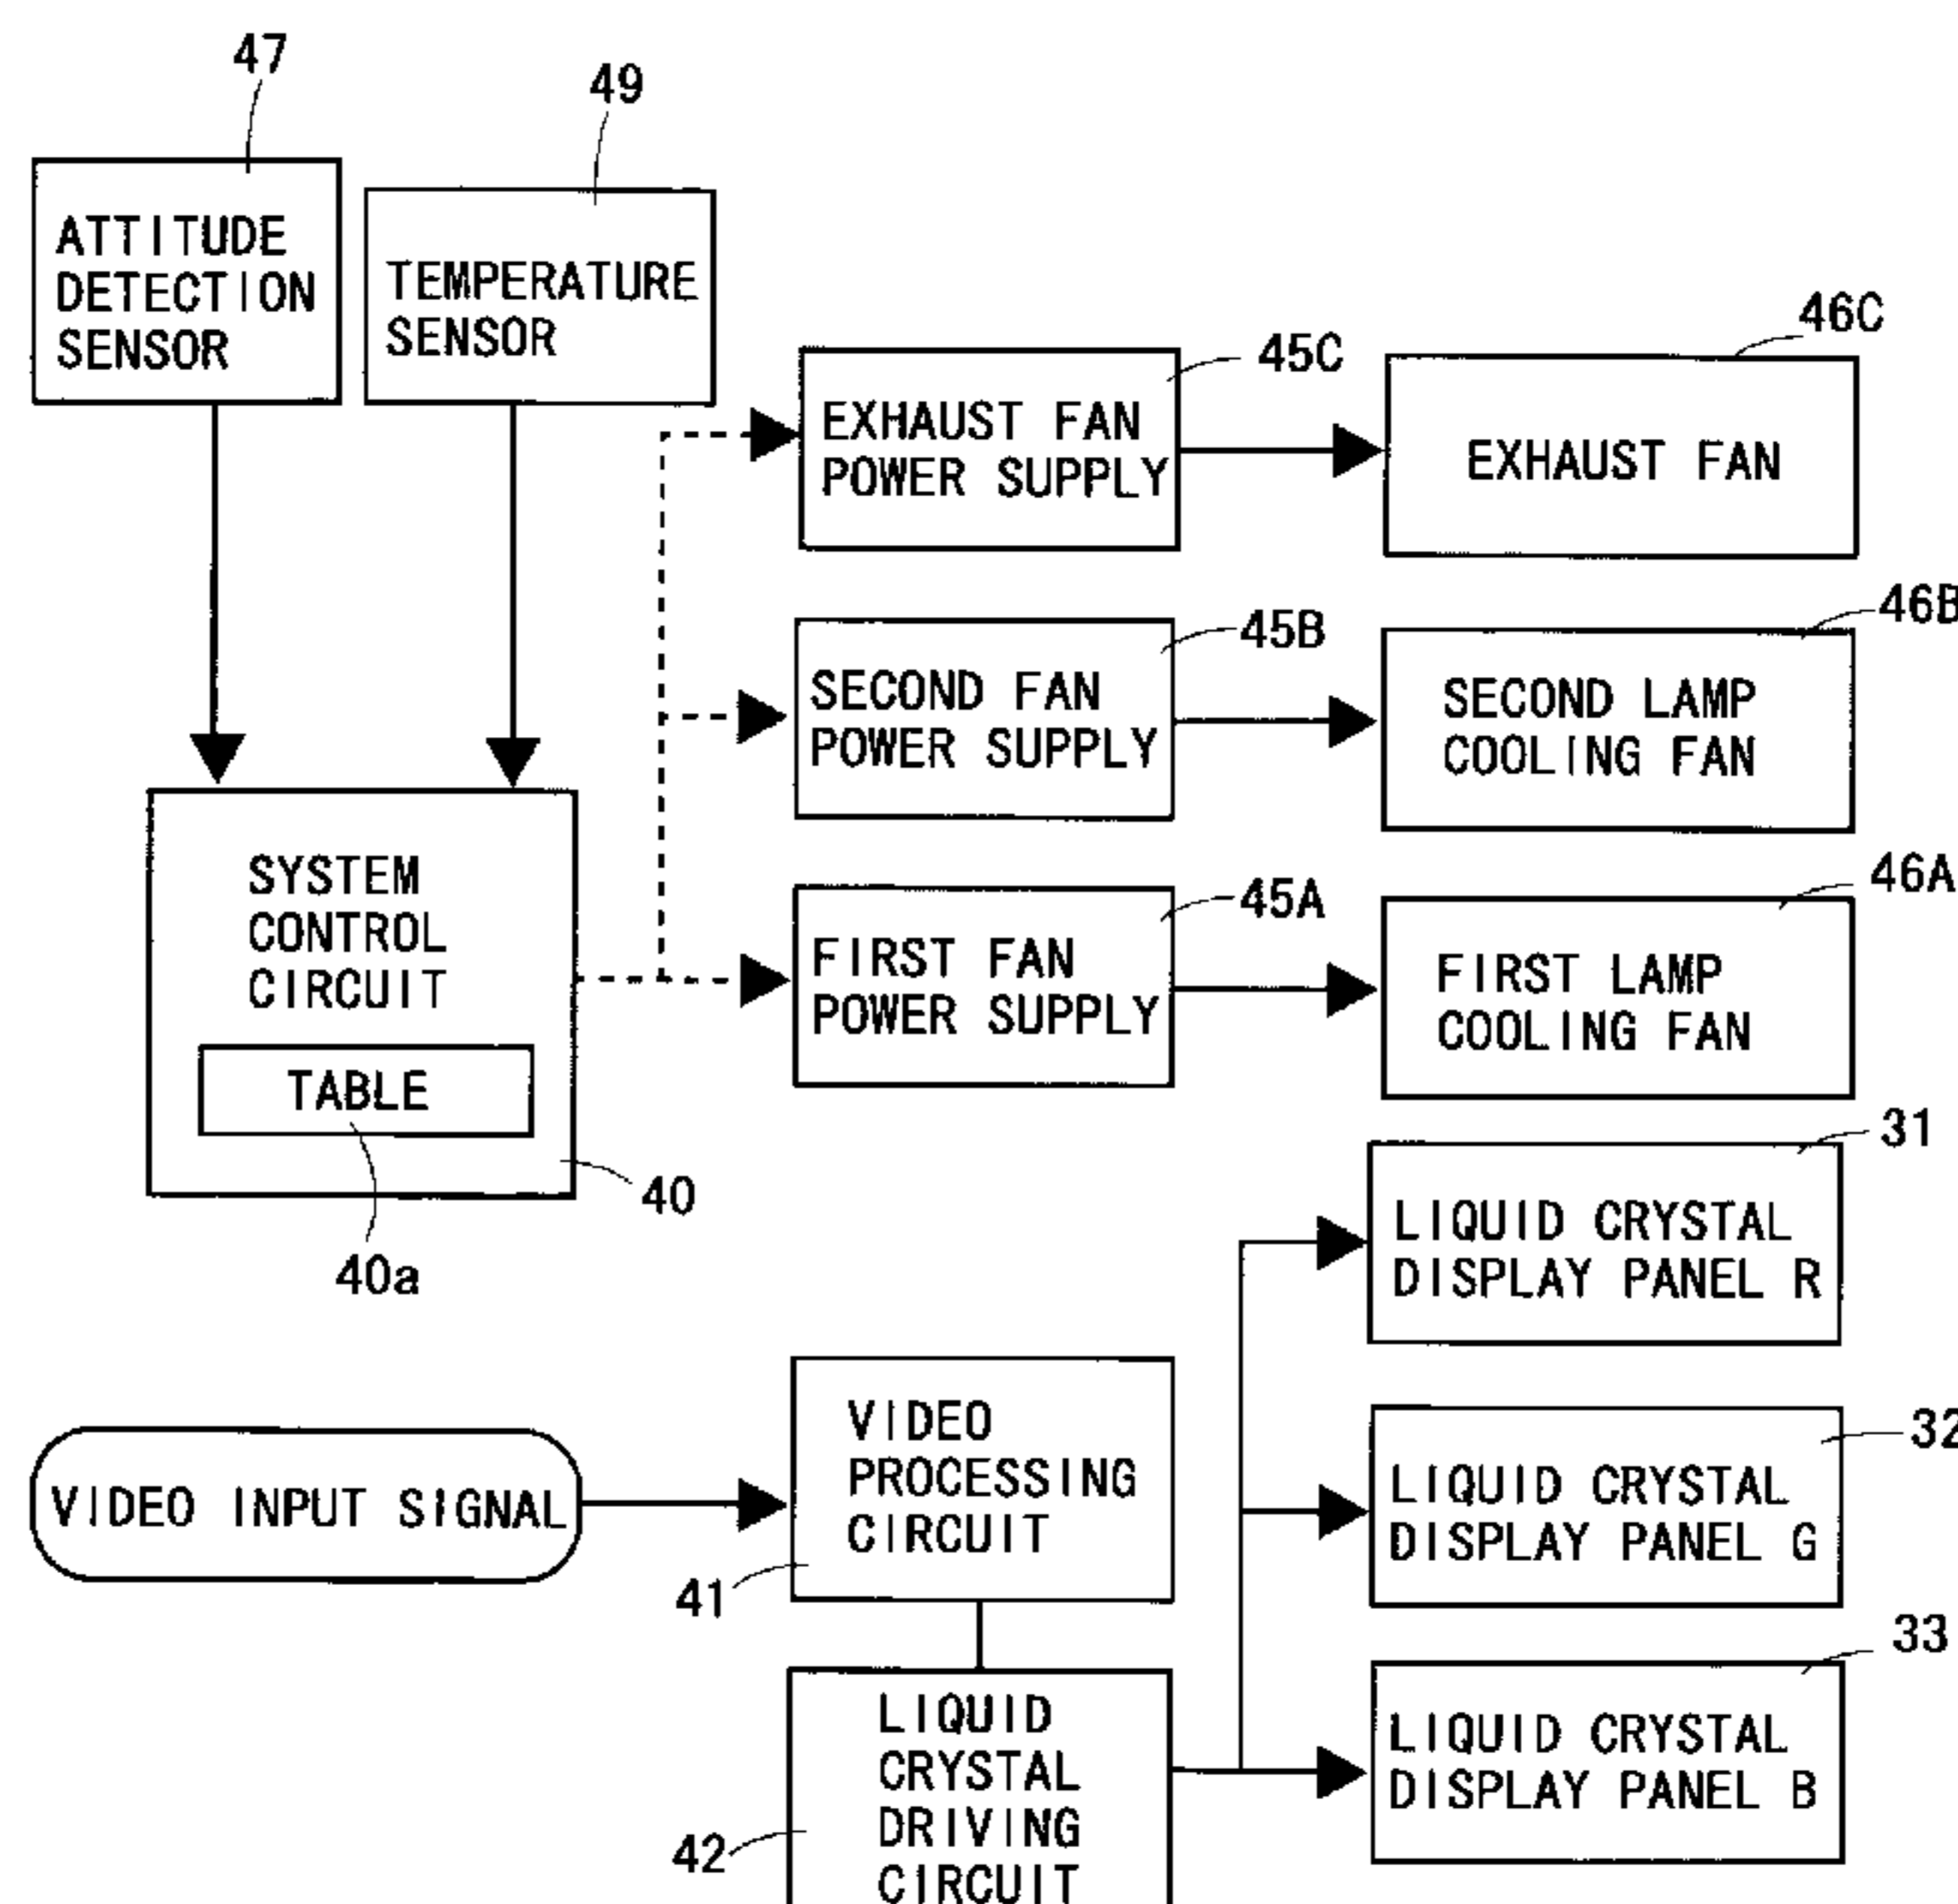 47
49
ATTITUDE
DETECTION
SENSOR
TEMPERATURE
SENSOR
45C
EXHAUST FAN
POWER SUPPLY
46C
EXHAUST FAN
45B
SECOND FAN
POWER SUPPLY
46B
SECOND LAMP
COOLING FAN
SYSTEM
CONTROL
CIRCUIT
TABLE
40
40a
45A
FIRST FAN
POWER SUPPLY
46A
FIRST LAMP
COOLING FAN
31
LIQUID CRYSTAL
DISPLAY PANEL R
VIDEO INPUT SIGNAL
VIDEO
PROCESSING
CIRCUIT
41
32
LIQUID CRYSTAL
DISPLAY PANEL G
33
LIQUID CRYSTAL
DISPLAY PANEL B
LIQUID
CRYSTAL
DRIVING
CIRCUIT
42